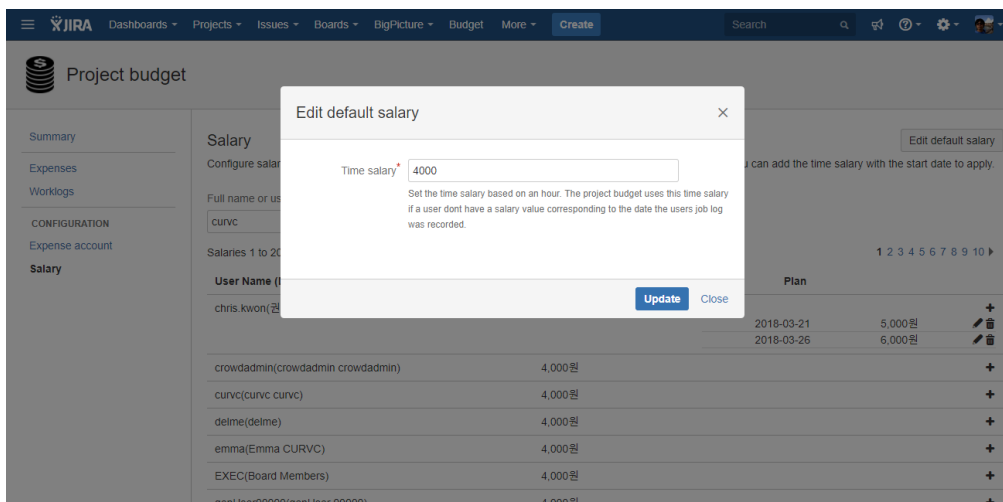 JIRA Dashboards Projects Issues Boards BigPicture Budget More Create Search
Project budget
Edit default salary
Summary
Salary
Edit default salary
Time salary* 4000
Expenses
Configure salar
can add the time salary with the start date to apply.
Set the time salary based on an hour. The project budget uses this time salary
Worklogs
Full name or us
if a user dont have a salary value corresponding to the date the users job log
was recorded.
CONFIGURATION
curvc
Expense account
Salaries 1 to 20
1 2 3 4 5 6 7 8 9 10
Salary
User Name (
Plan
Update Close
chris.kwon(권
2018-03-21 5,000원
2018-03-26 6,000원
crowdadmin(crowdadmin crowdadmin) 4,000원
curvc(curvc curvc) 4,000원
delme(delme) 4,000원
emma(Emma CURVC) 4,000원
EXEC(Board Members) 4,000원